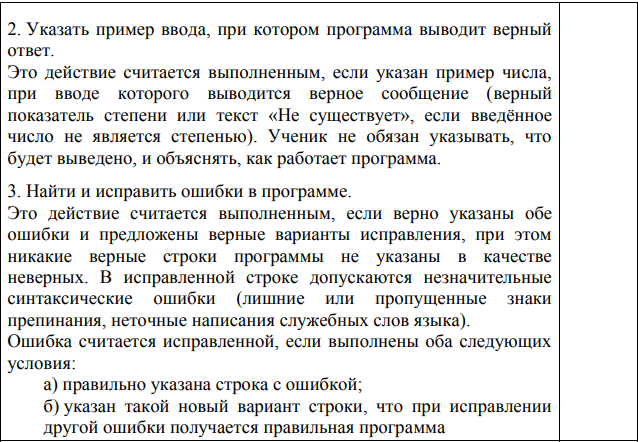 2. Указать пример ввода, при котором программа выводит верный
ответ.
Это действие считается выполненным, если указан пример числа,
при вводе которого выводится верное сообщение (верный
показатель степени или текст «Не существует», если введённое
число не является степенью). Ученик не обязан указывать, что
будет выведено, и объяснять, как работает программа.
3. Найти и исправить ошибки в программе.
Это действие считается выполненным, если верно указаны обе
ошибки и предложены верные варианты исправления, при этом
никакие верные строки программы не указаны в качестве
неверных. В исправленной строке допускаются незначительные
синтаксические ошибки (лишние или пропущенные знаки
препинания, неточные написания служебных слов языка).
Ошибка считается исправленной, если выполнены оба следующих
условия:
а) правильно указана строка с ошибкой;
б) указан такой новый вариант строки, что при исправлении
другой ошибки получается правильная программа